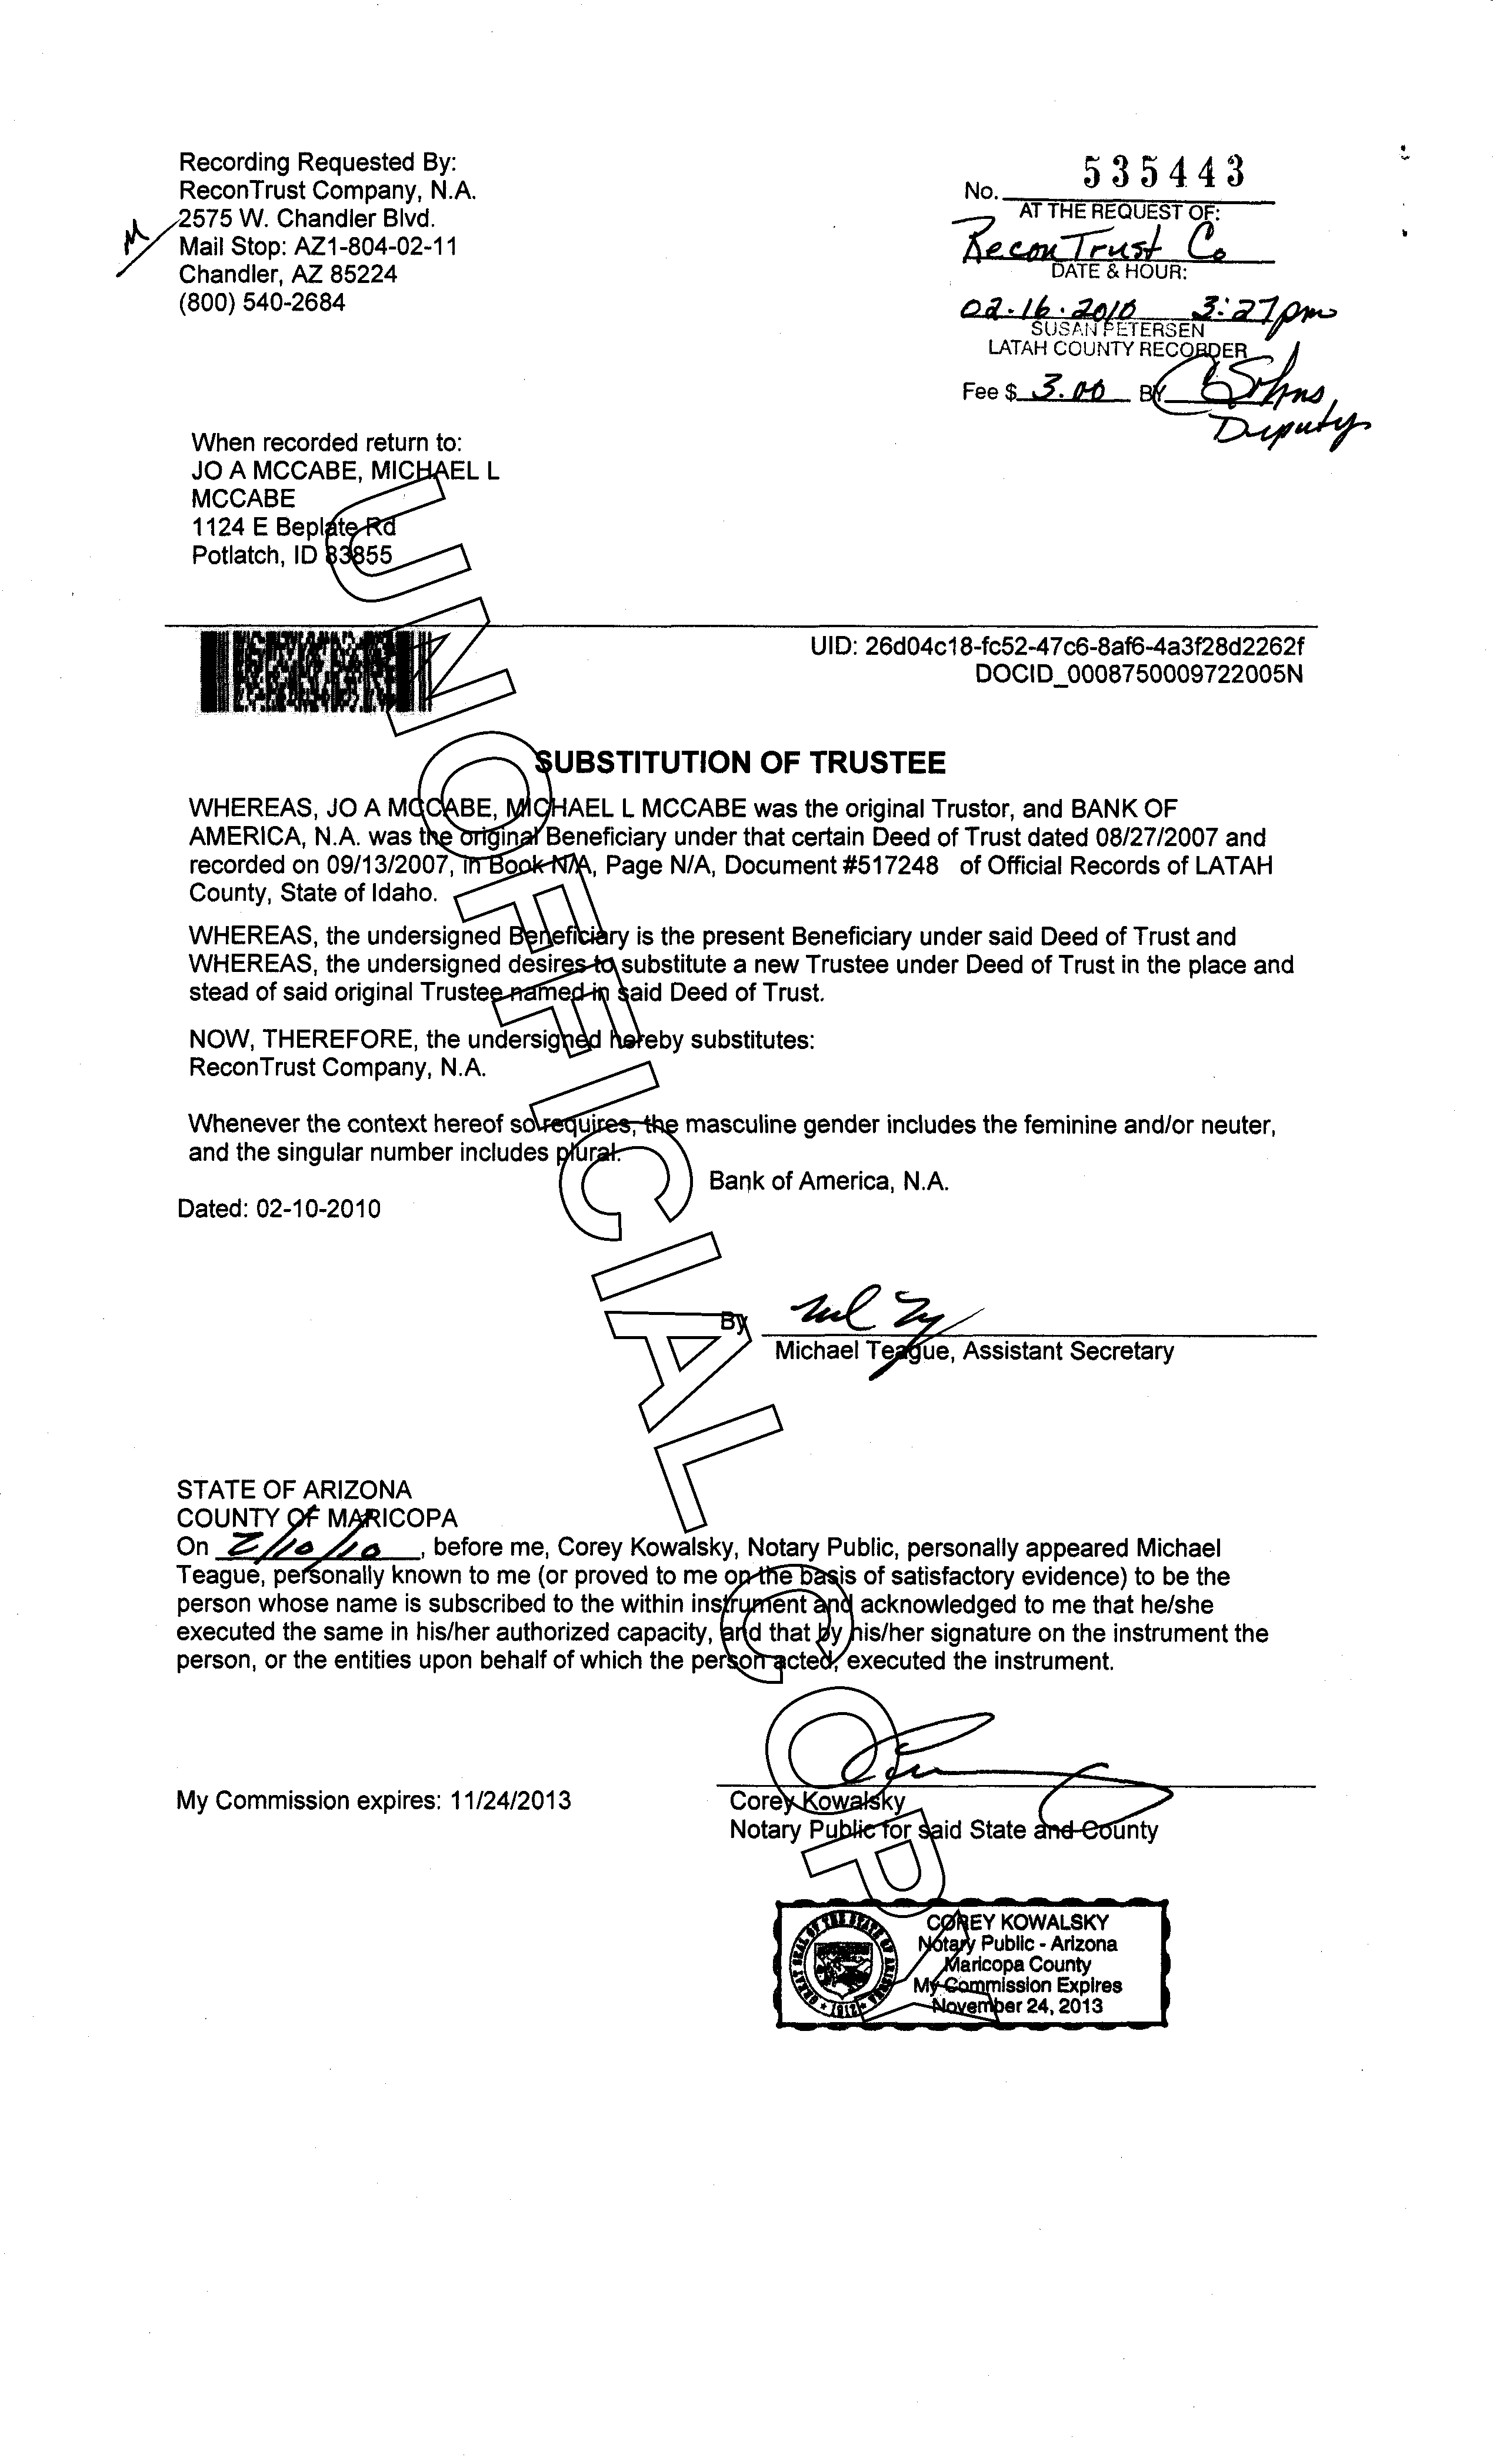 Recording Requested By:
ReconTrust Company, N.A.
2575 W. Chandler Blvd.
Mail Stop: AZ1-804-02-11
Chandler, AZ 85224
(800) 540-2684
M
No. 535443
AT THE REQUEST OF:
ReconTrust Co
DATE & HOUR:
02.16.2010 3:27pm
SUSAN PETERSEN
LATAH COUNTY RECORDER
Fee $ 3.00 BY
Deputy
When recorded return to:
JO A MCCABE, MICHAEL L
MCCABE
1124 E Beplate Rd
Potlatch, ID 83855
UID: 26d04c18-fc52-47c6-8af6-4a3f28d2262f
DOCID_0008750009722005N
SUBSTITUTION OF TRUSTEE
WHEREAS, JO A MCCABE, MICHAEL L MCCABE was the original Trustor, and BANK OF
AMERICA, N.A. was the original Beneficiary under that certain Deed of Trust dated 08/27/2007 and
recorded on 09/13/2007, in Book N/A, Page N/A, Document #517248 of Official Records of LATAH
County, State of Idaho.
WHEREAS, the undersigned Beneficiary is the present Beneficiary under said Deed of Trust and
WHEREAS, the undersigned desires to substitute a new Trustee under Deed of Trust in the place and
stead of said original Trustee named in said Deed of Trust.
NOW, THEREFORE, the undersigned hereby substitutes:
ReconTrust Company, N.A.
Whenever the context hereof so requires, the masculine gender includes the feminine and/or neuter,
and the singular number includes plural.
Bank of America, N.A.
Dated: 02-10-2010
By
Michael Teague, Assistant Secretary
STATE OF ARIZONA
COUNTY OF MARICOPA
On 2/10/10, before me, Corey Kowalsky, Notary Public, personally appeared Michael
Teague, personally known to me (or proved to me on the basis of satisfactory evidence) to be the
person whose name is subscribed to the within instrument and acknowledged to me that he/she
executed the same in his/her authorized capacity, and that by his/her signature on the instrument the
person, or the entities upon behalf of which the person acted, executed the instrument.
My Commission expires: 11/24/2013
Corey Kowalsky
Notary Public for said State and County
GREAT SEAL OF THE STATE OF ARIZONA
1912
COREY KOWALSKY
Notary Public - Arizona
Maricopa County
My Commission Expires
November 24, 2013
UNOFFICIAL COPY